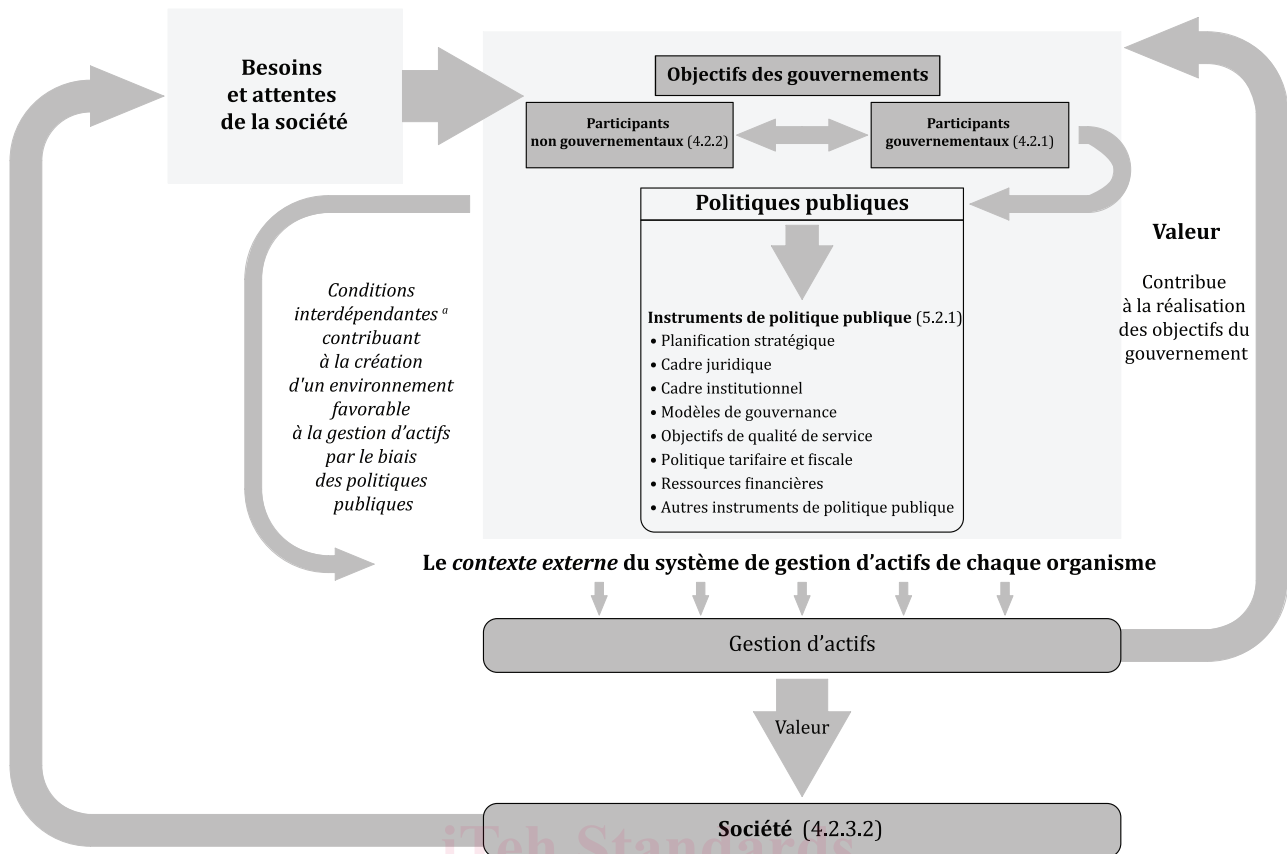 Besoins
et attentes
de la société
Objectifs des gouvernements
Participants
non gouvernementaux (4.2.2)
Participants
gouvernementaux (4.2.1)
Politiques publiques
Instruments de politique publique (5.2.1)
• Planification stratégique
• Cadre juridique
• Cadre institutionnel
• Modèles de gouvernance
• Objectifs de qualité de service
• Politique tarifaire et fiscale
• Ressources financières
• Autres instruments de politique publique
Valeur
Contribue
à la réalisation
des objectifs du
gouvernement
Conditions
interdépendantes a
contribuant
à la création
d'un environnement
favorable
à la gestion d’actifs
par le biais
des politiques
publiques
Le contexte externe du système de gestion d’actifs de chaque organisme
Gestion d’actifs
Valeur
Société (4.2.3.2)
iTeh Standards